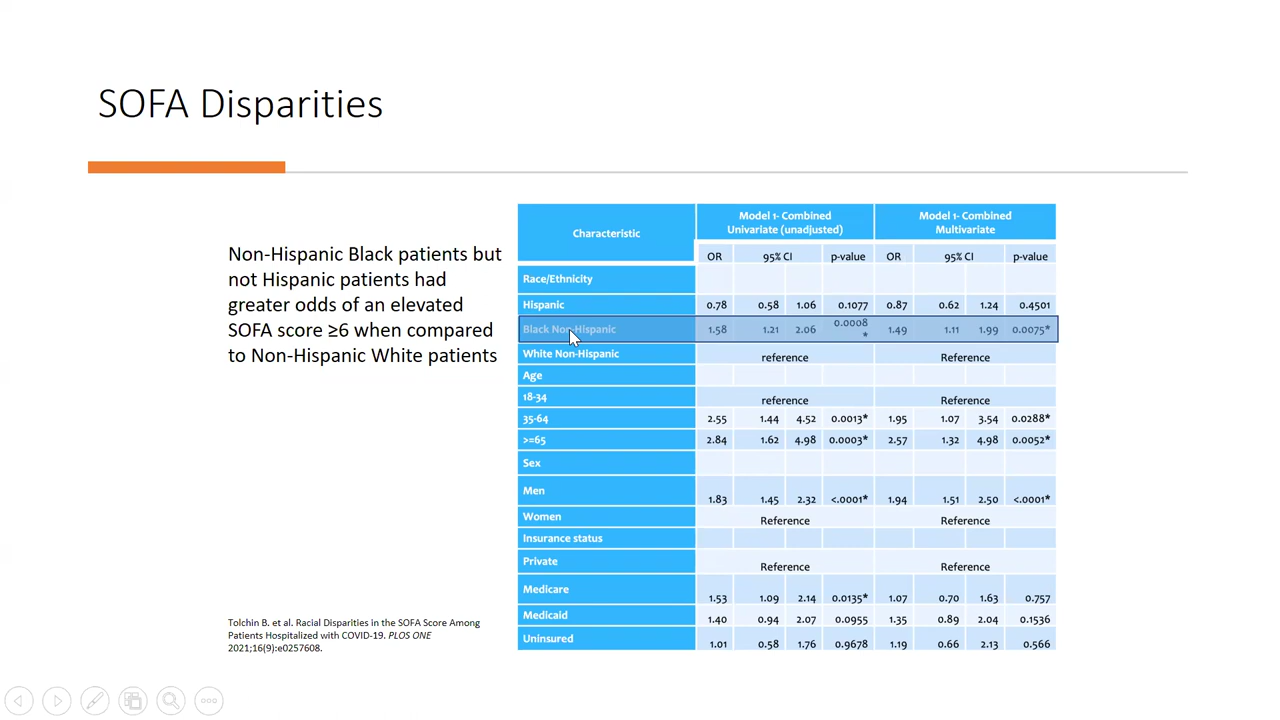 SOFA Disparities
Non-Hispanic Black patients but
not Hispanic patients had
greater odds of an elevated
SOFA score ≥6 when compared
to Non-Hispanic White patients
Tolchin B. et al. Racial Disparities in the SOFA Score Among
Patients Hospitalized with COVID-19. PLOS ONE
2021;16(9):e0257608.
Characteristic
Model 1- Combined
Univariate (unadjusted)
Model 1- Combined
Multivariate
OR 95% CI p-value OR 95% CI p-value
Race/Ethnicity
Hispanic 0.78 0.58 1.06 0.1077 0.87 0.62 1.24 0.4501
Black Non-Hispanic 1.58 1.21 2.06 0.0008* 1.49 1.11 1.99 0.0075*
White Non-Hispanic reference Reference
Age
18-34 reference Reference
35-64 2.55 1.44 4.52 0.0013* 1.95 1.07 3.54 0.0288*
>=65 2.84 1.62 4.98 0.0003* 2.57 1.32 4.98 0.0052*
Sex
Men 1.83 1.45 2.32 <.0001* 1.94 1.51 2.50 <.0001*
Women Reference Reference
Insurance status
Private Reference Reference
Medicare 1.53 1.09 2.14 0.0135* 1.07 0.70 1.63 0.757
Medicaid 1.40 0.94 2.07 0.0955 1.35 0.89 2.04 0.1536
Uninsured 1.01 0.58 1.76 0.9678 1.19 0.66 2.13 0.566